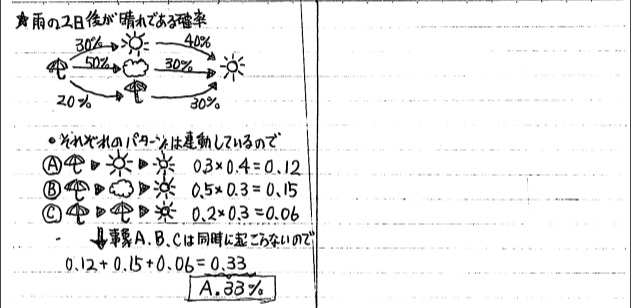 ★雨の2日後が晴れである確率
30% 40%
50% 30%
20% 30%
•それぞれのパターンは連動しているので
Ⓐ 0.3×0.4=0.12
Ⓑ 0.5×0.3=0.15
Ⓒ 0.2×0.3=0.06
事象A.B.Cは同時に起こらないので
0.12+0.15+0.06=0.33
A.33%